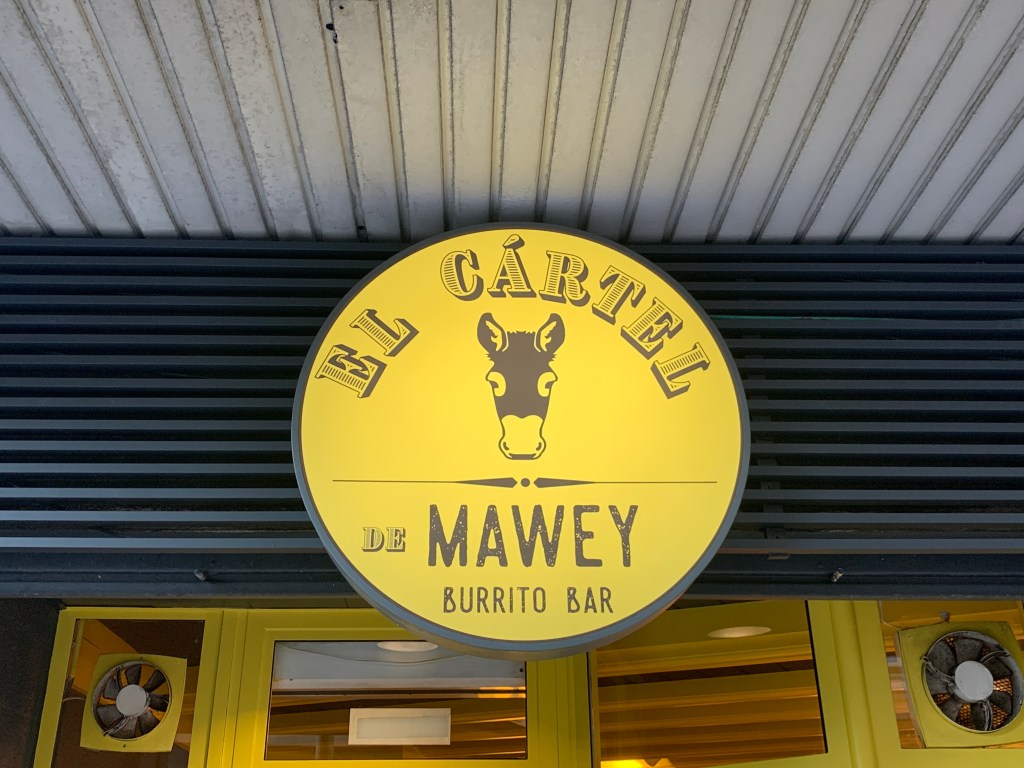 EL CÁRTEL
DE MAWEY
BURRITO BAR